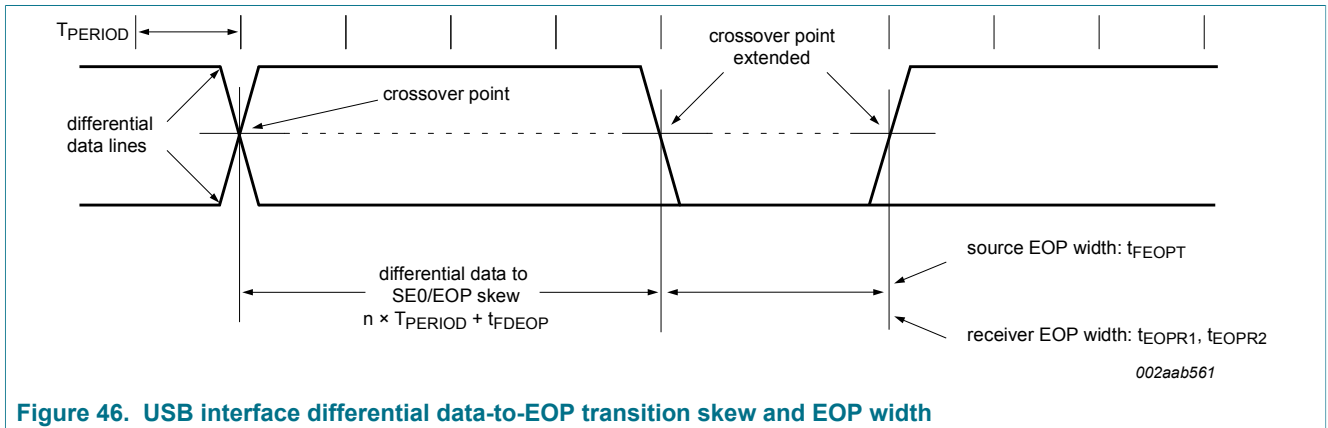 TPERIOD
crossover point
extended
crossover point
differential
data lines
differential data to
SE0/EOP skew
n × TPERIOD + tFDEOP
source EOP width: tFEOPT
receiver EOP width: tEOPR1, tEOPR2
002aab561
Figure 46. USB interface differential data-to-EOP transition skew and EOP width